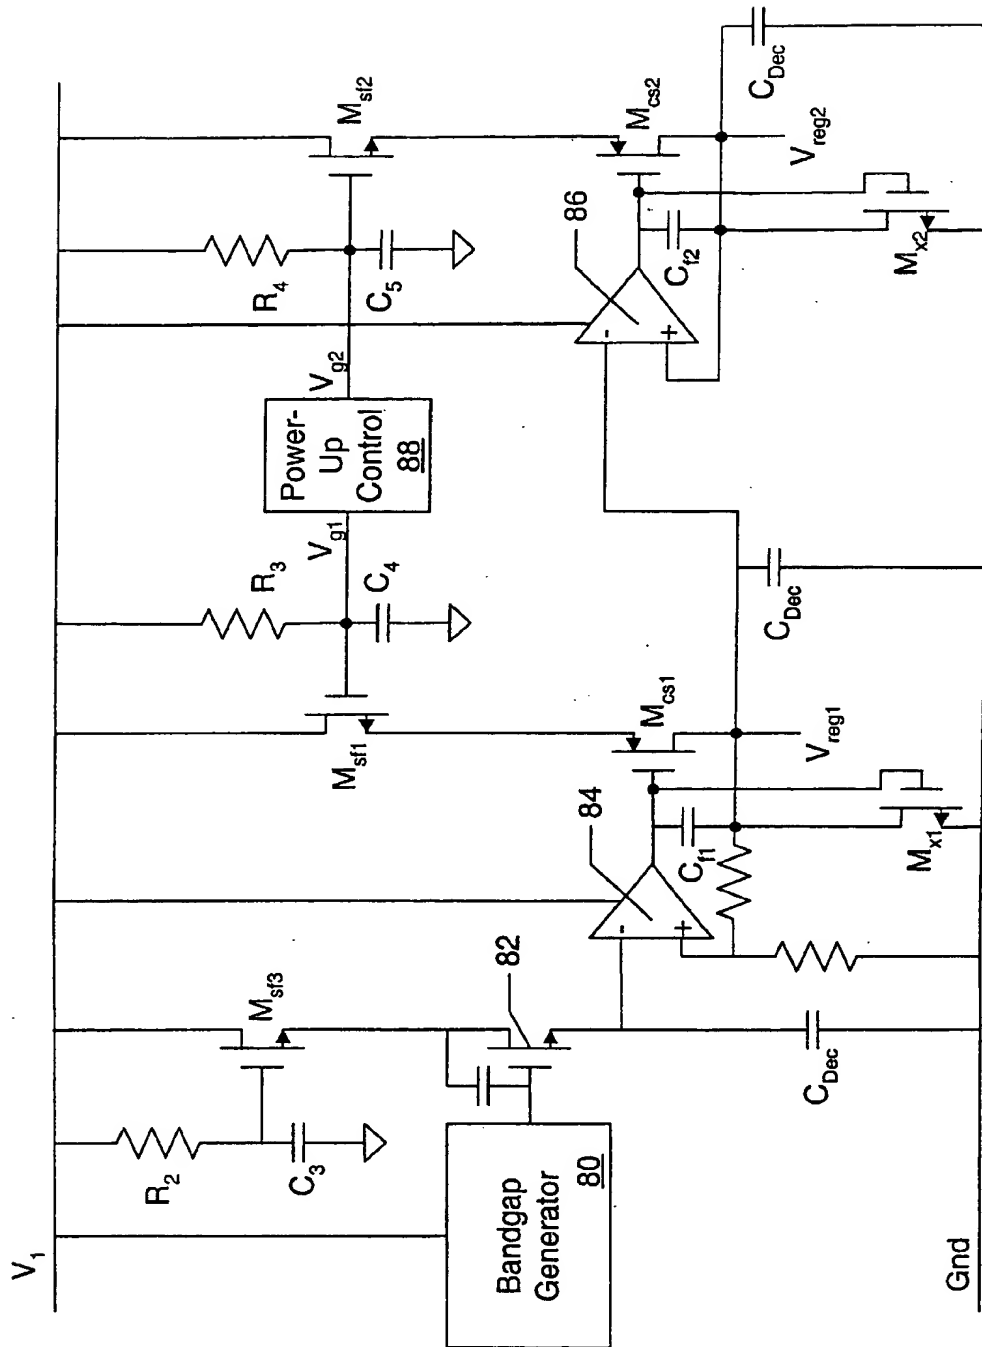 V1
R2
C3
Msf3
Bandgap
Generator
80
82
CDec
84
Cf1
Msf1
R3
C4
Vg1
Power-
Up
Control
88
Vg2
Mcs1
Vreg1
Mx1
CDec
R4
C5
Msf2
86
Cf2
Mcs2
Vreg2
Mx2
CDec
-
+
-
+
Gnd